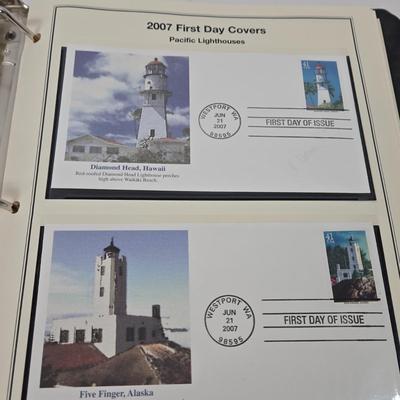 2007 First Day Covers
Pacific Lighthouses
41
WESTPORT WA
JUN
21
2007
98595
FIRST DAY OF ISSUE
Diamond Head, Hawaii
Red-roofed Diamond Head Lighthouse perches
high above Waikiki Beach.
41
WESTPORT WA
JUN
21
2007
98595
FIRST DAY OF ISSUE
Five Finger, Alaska